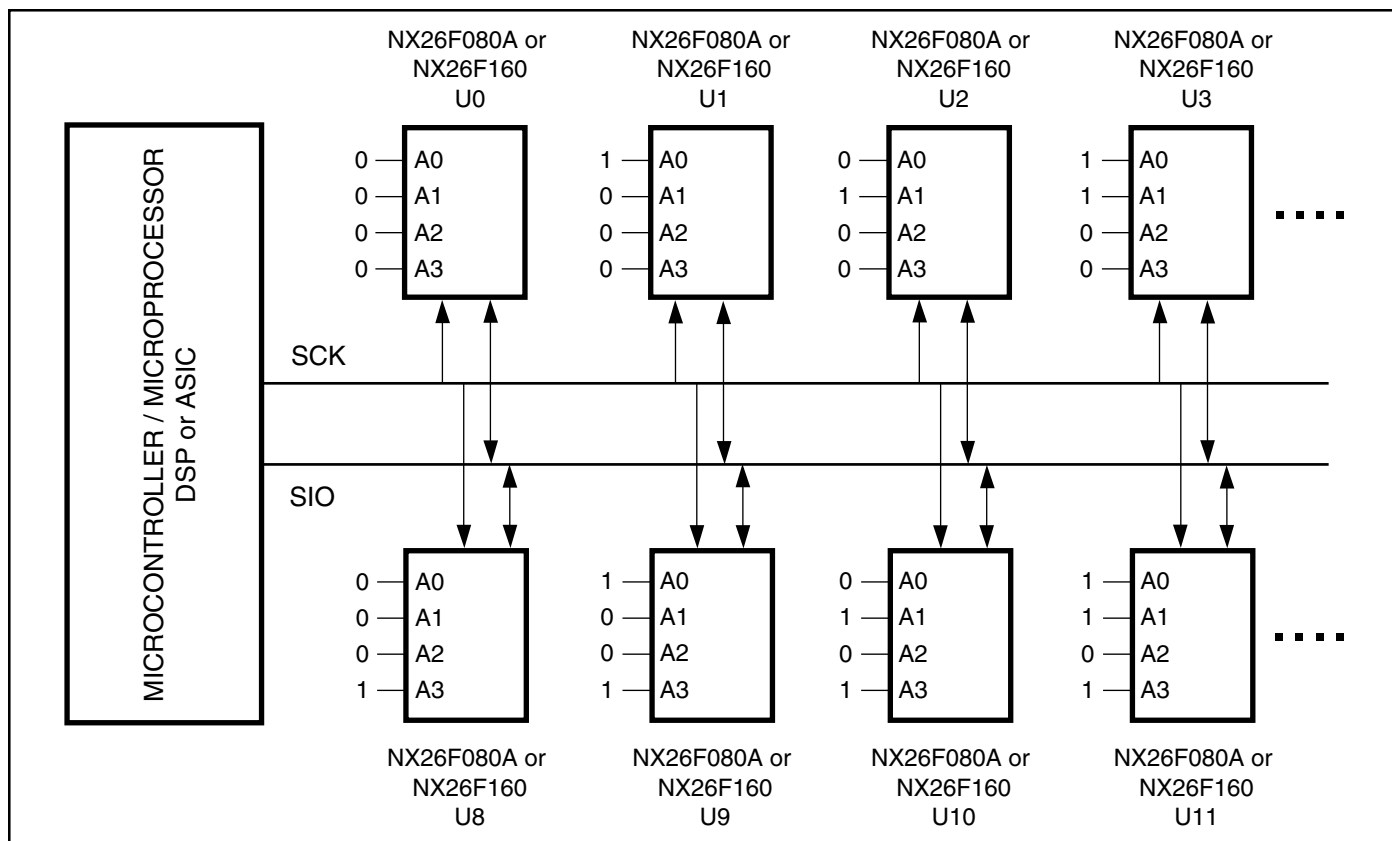 NX26F080A or
NX26F160
U0
NX26F080A or
NX26F160
U1
NX26F080A or
NX26F160
U2
NX26F080A or
NX26F160
U3
MICROCONTROLLER / MICROPROCESSOR
DSP or ASIC
0 A0
0 A1
0 A2
0 A3
1 A0
0 A1
0 A2
0 A3
0 A0
1 A1
0 A2
0 A3
1 A0
1 A1
0 A2
0 A3
SCK
SIO
0 A0
0 A1
0 A2
1 A3
1 A0
0 A1
0 A2
1 A3
0 A0
1 A1
0 A2
1 A3
1 A0
1 A1
0 A2
1 A3
NX26F080A or
NX26F160
U8
NX26F080A or
NX26F160
U9
NX26F080A or
NX26F160
U10
NX26F080A or
NX26F160
U11